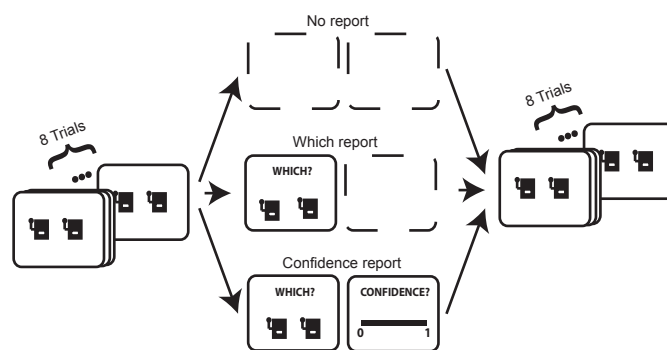 No report
8 Trials
8 Trials
Which report
WHICH?
Confidence report
WHICH?
CONFIDENCE?
0 1